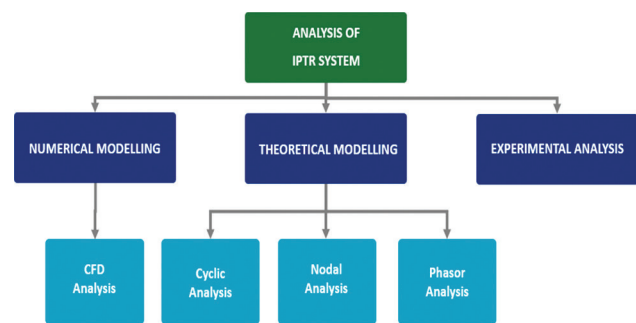 ANALYSIS OF
IPTR SYSTEM
NUMERICAL MODELLING
THEORETICAL MODELLING
EXPERIMENTAL ANALYSIS
CFD
Analysis
Cyclic
Analysis
Nodal
Analysis
Phasor
Analysis